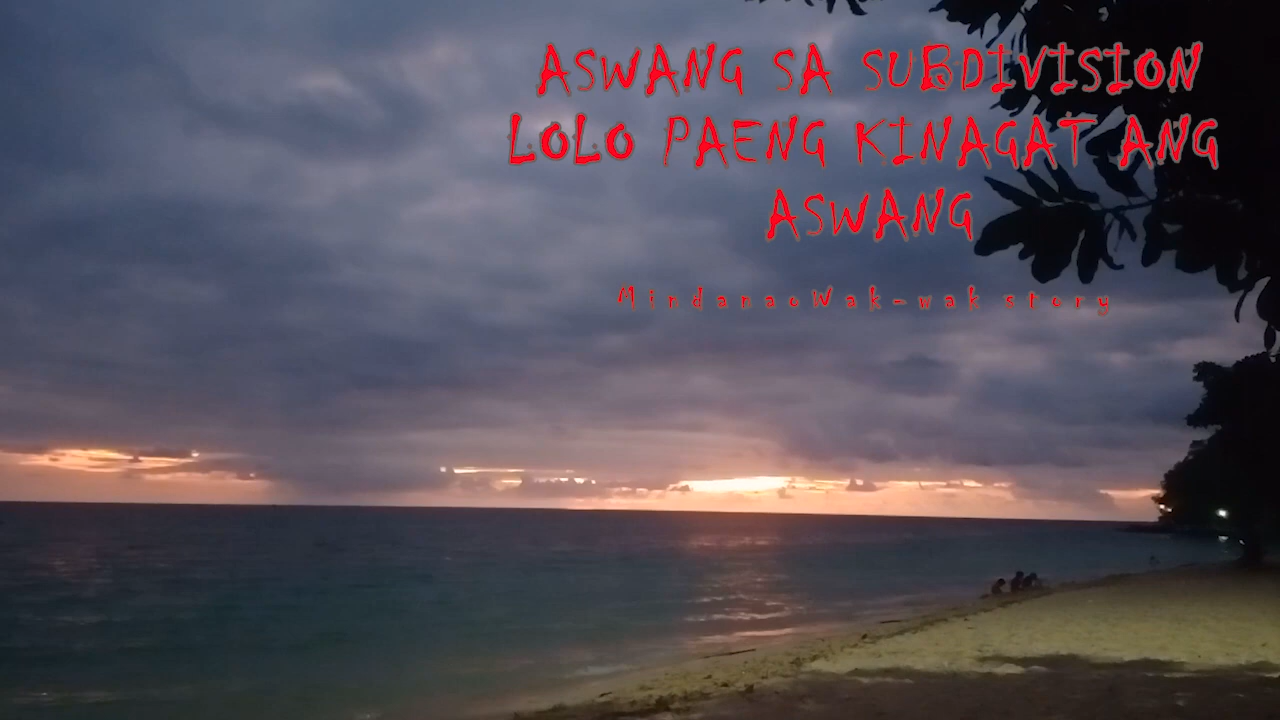 ASWANG SA SUBDIVISION
LOLO PAENG KINAGAT ANG
ASWANG
MindanaoWak-wak story